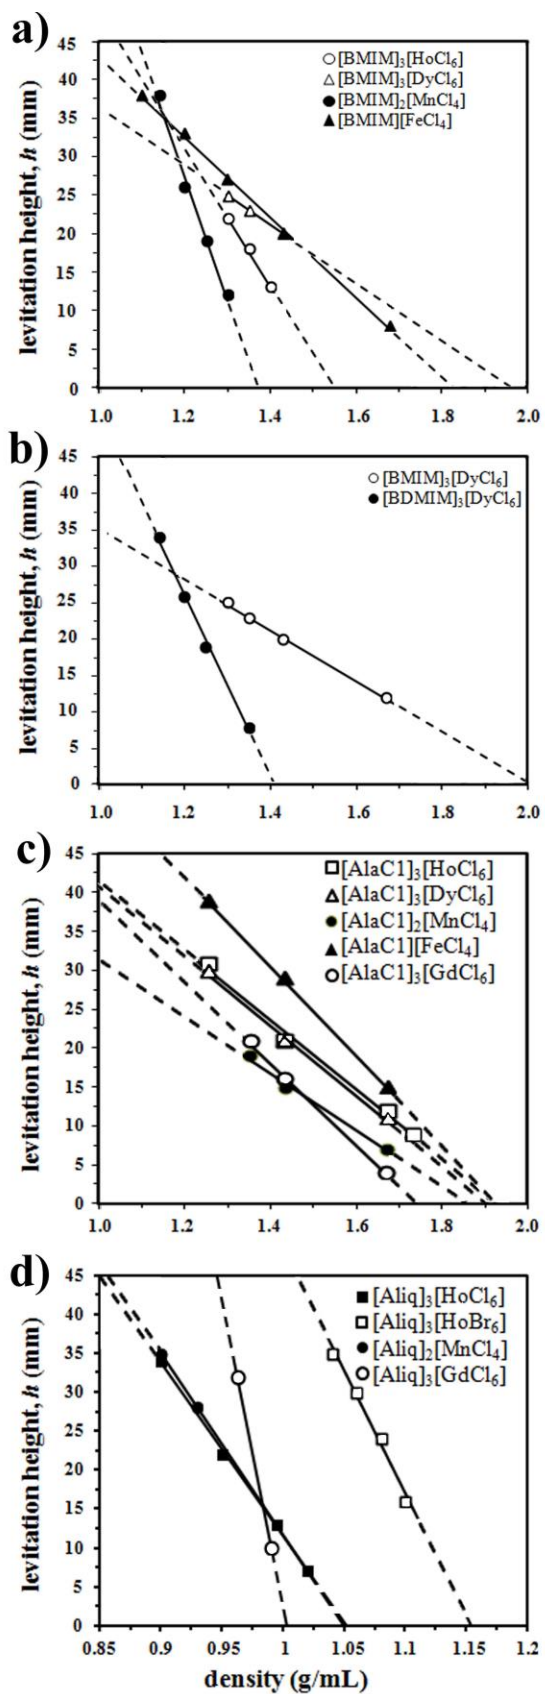 a)
levitation height, h (mm)
45
40
35
30
25
20
15
10
5
0
[BMIM]₃[HoCl₆]
[BMIM]₃[DyCl₆]
[BMIM]₂[MnCl₄]
[BMIM][FeCl₄]
1.0 1.2 1.4 1.6 1.8 2.0
b)
levitation height, h (mm)
45
40
35
30
25
20
15
10
5
0
[BMIM]₃[DyCl₆]
[BDMIM]₃[DyCl₆]
1.0 1.2 1.4 1.6 1.8 2.0
c)
levitation height, h (mm)
45
40
35
30
25
20
15
10
5
0
[AlaC1]₃[HoCl₆]
[AlaC1]₃[DyCl₆]
[AlaC1]₂[MnCl₄]
[AlaC1][FeCl₄]
[AlaC1]₃[GdCl₆]
1.0 1.2 1.4 1.6 1.8 2.0
d)
levitation height, h (mm)
45
40
35
30
25
20
15
10
5
0
[Aliq]₃[HoCl₆]
[Aliq]₃[HoBr₆]
[Aliq]₂[MnCl₄]
[Aliq]₃[GdCl₆]
0.85 0.9 0.95 1 1.05 1.1 1.15 1.2
density (g/mL)